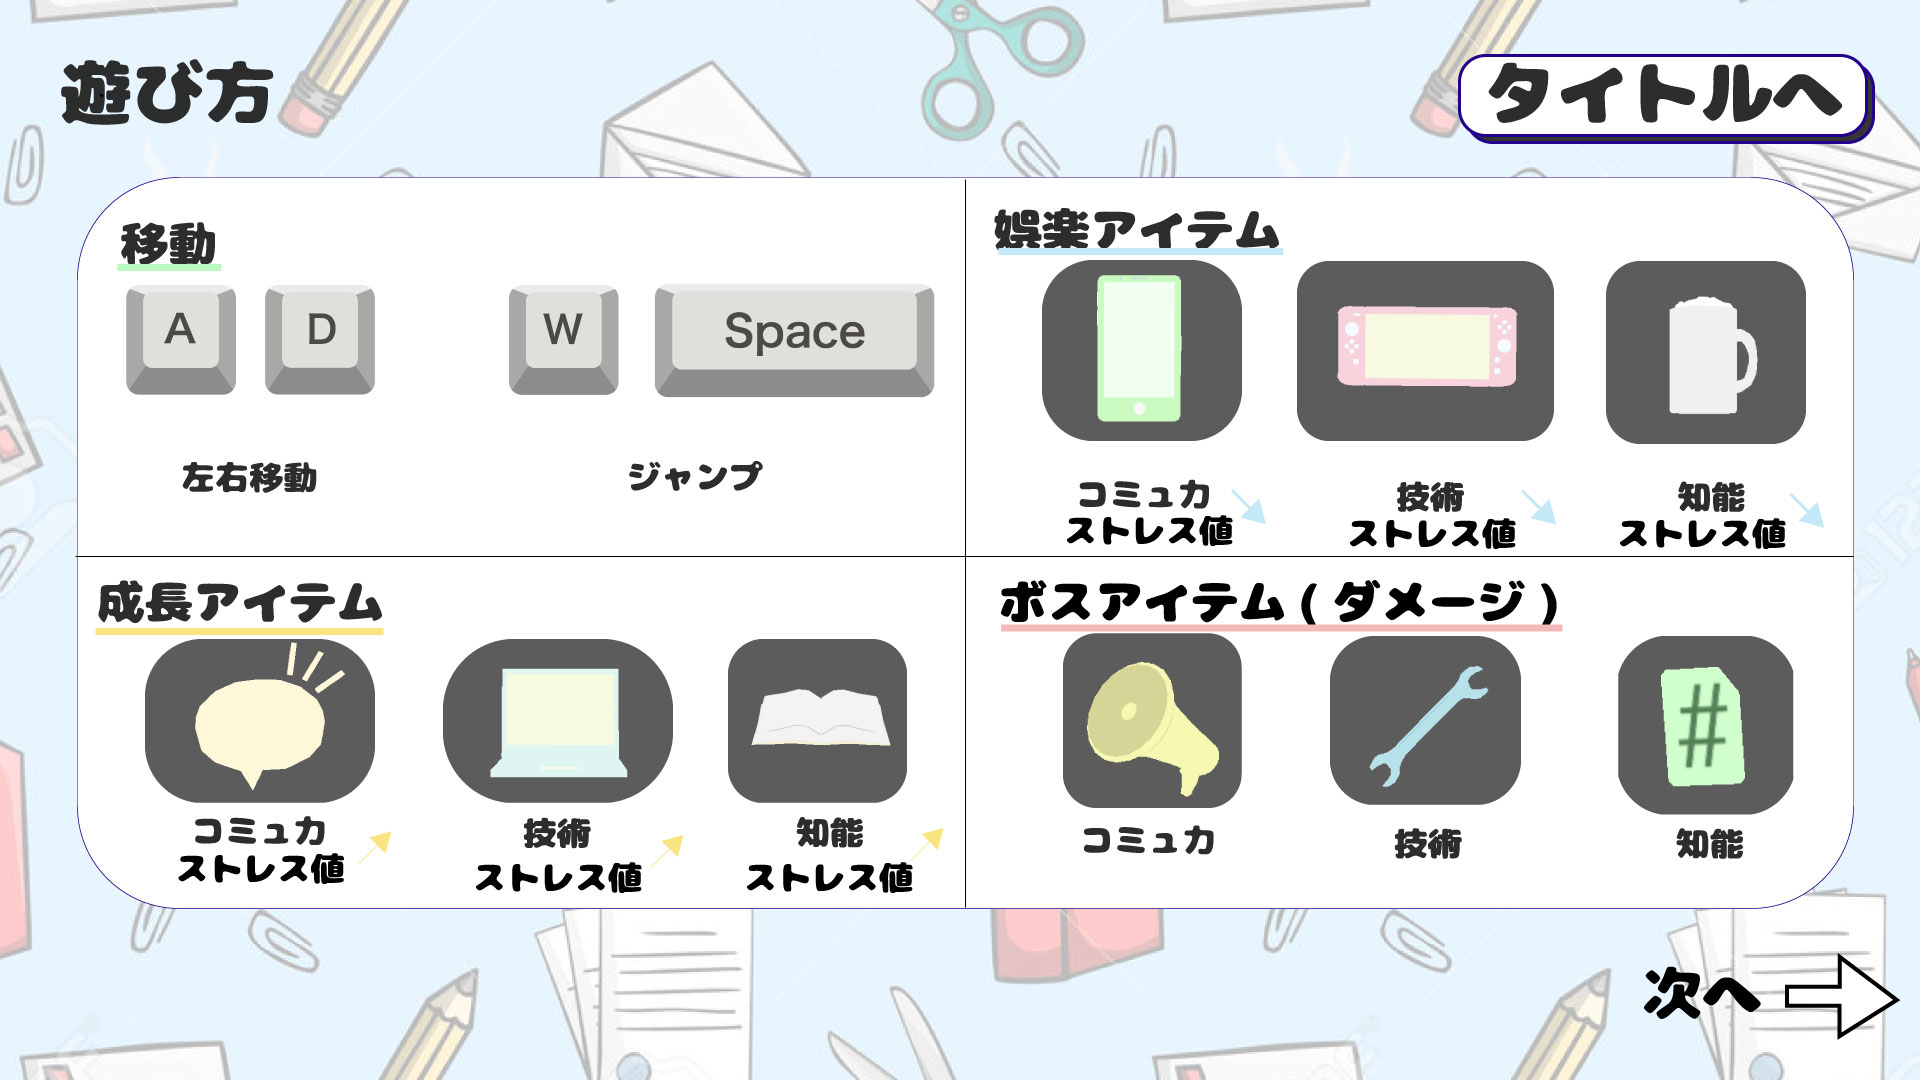 遊び方
タイトルへ
移動
A D W Space
左右移動 ジャンプ
娯楽アイテム
コミュカ 技術 知能
ストレス値 ストレス値 ストレス値
成長アイテム
コミュカ 技術 知能
ストレス値 ストレス値 ストレス値
ボスアイテム ( ダメージ )
#
コミュカ 技術 知能
次へ